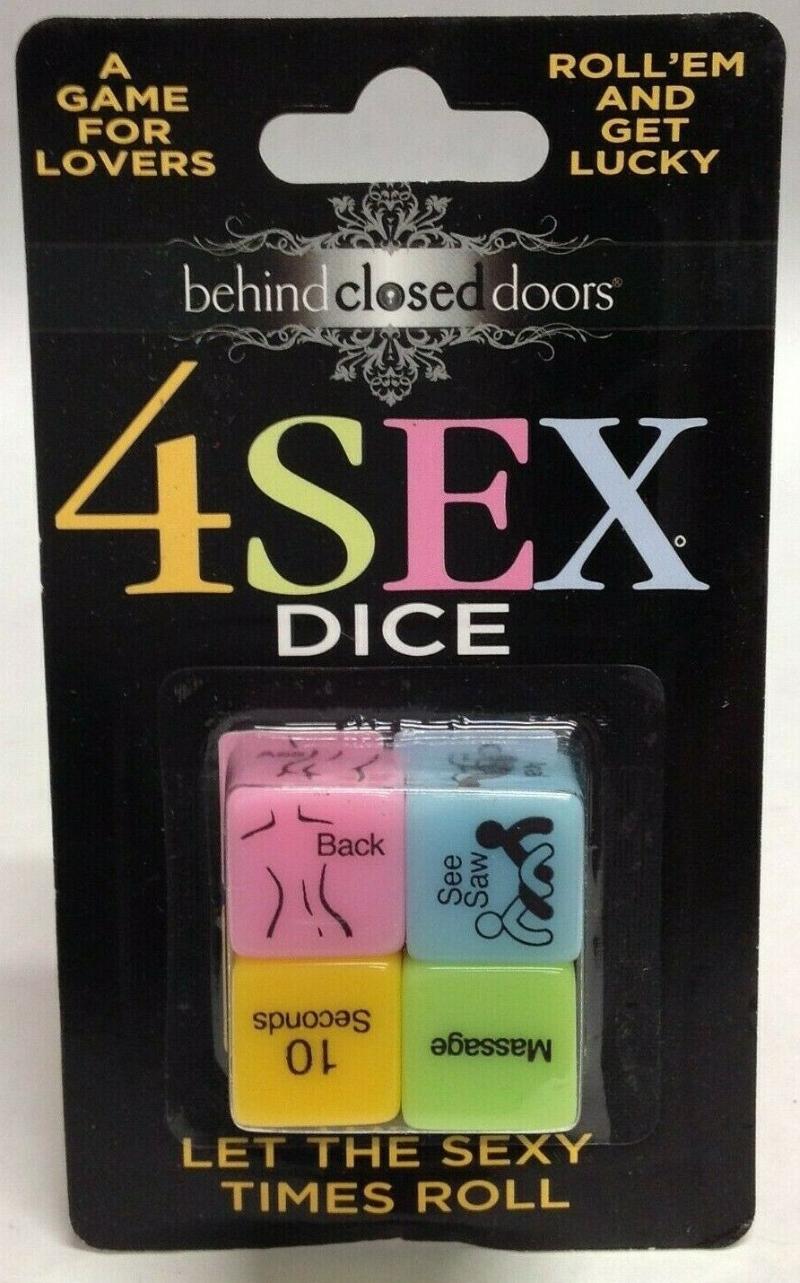 A
GAME
FOR
LOVERS
ROLL'EM
AND
GET
LUCKY
behind closed doors®
4SEX
DICE
Back
See
Saw
10
Seconds
Massage
LET THE SEXY
TIMES ROLL